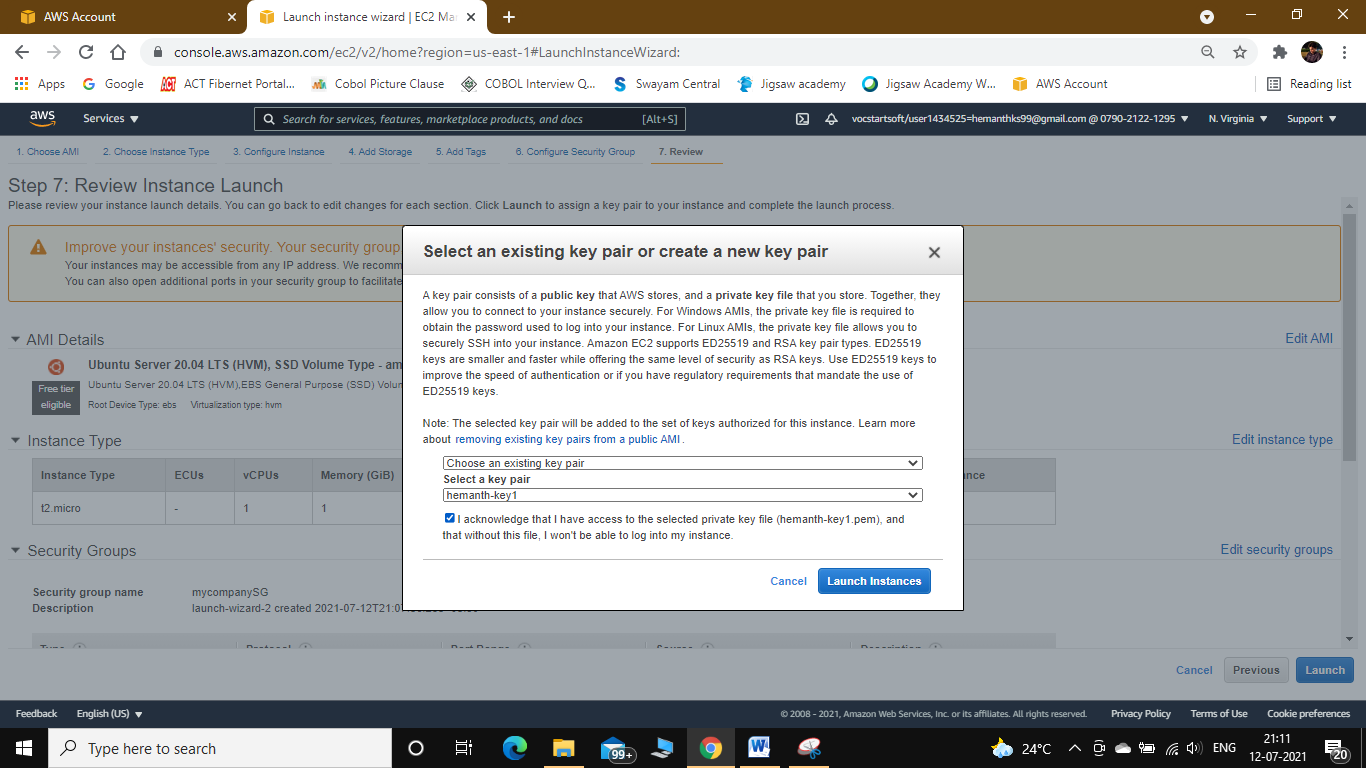 AWS Account
Launch instance wizard | EC2 Ma
console.aws.amazon.com/ec2/v2/home?region=us-east-1#LaunchInstanceWizard:
Apps Google ACT Fibernet Portal... Cobol Picture Clause COBOL Interview Q... Swayam Central Jigsaw academy Jigsaw Academy W... AWS Account Reading list
aws Services Search for services, features, marketplace products, and docs [Alt+S] vocstartsoft/user1434525=hemanthks99@gmail.com @ 0790-2122-1295 N. Virginia Support
1. Choose AMI 2. Choose Instance Type 3. Configure Instance 4. Add Storage 5. Add Tags 6. Configure Security Group 7. Review
Step 7: Review Instance Launch
Please review your instance launch details. You can go back to edit changes for each section. Click Launch to assign a key pair to your instance and complete the launch process.
Improve your instances' security. Your security group
Your instances may be accessible from any IP address. We recomm
You can also open additional ports in your security group to facilitate
AMI Details Edit AMI
Ubuntu Server 20.04 LTS (HVM), SSD Volume Type - am
Free tier
eligible
Ubuntu Server 20.04 LTS (HVM),EBS General Purpose (SSD) Volu
Root Device Type: ebs Virtualization type: hvm
Instance Type Edit instance type
Instance Type ECUs vCPUs Memory (GiB) ance
t2.micro - 1 1
Security Groups Edit security groups
Security group name mycompanySG
Description launch-wizard-2 created 2021-07-12T21:0
Select an existing key pair or create a new key pair
A key pair consists of a public key that AWS stores, and a private key file that you store. Together, they
allow you to connect to your instance securely. For Windows AMIs, the private key file is required to
obtain the password used to log into your instance. For Linux AMIs, the private key file allows you to
securely SSH into your instance. Amazon EC2 supports ED25519 and RSA key pair types. ED25519
keys are smaller and faster while offering the same level of security as RSA keys. Use ED25519 keys to
improve the speed of authentication or if you have regulatory requirements that mandate the use of
ED25519 keys.
Note: The selected key pair will be added to the set of keys authorized for this instance. Learn more
about removing existing key pairs from a public AMI .
Choose an existing key pair
Select a key pair
hemanth-key1
I acknowledge that I have access to the selected private key file (hemanth-key1.pem), and
that without this file, I won't be able to log into my instance.
Cancel Launch Instances
Cancel Previous Launch
Feedback English (US) © 2008 - 2021, Amazon Web Services, Inc. or its affiliates. All rights reserved. Privacy Policy Terms of Use Cookie preferences
Type here to search
99+
24°C
ENG
21:11
12-07-2021
20